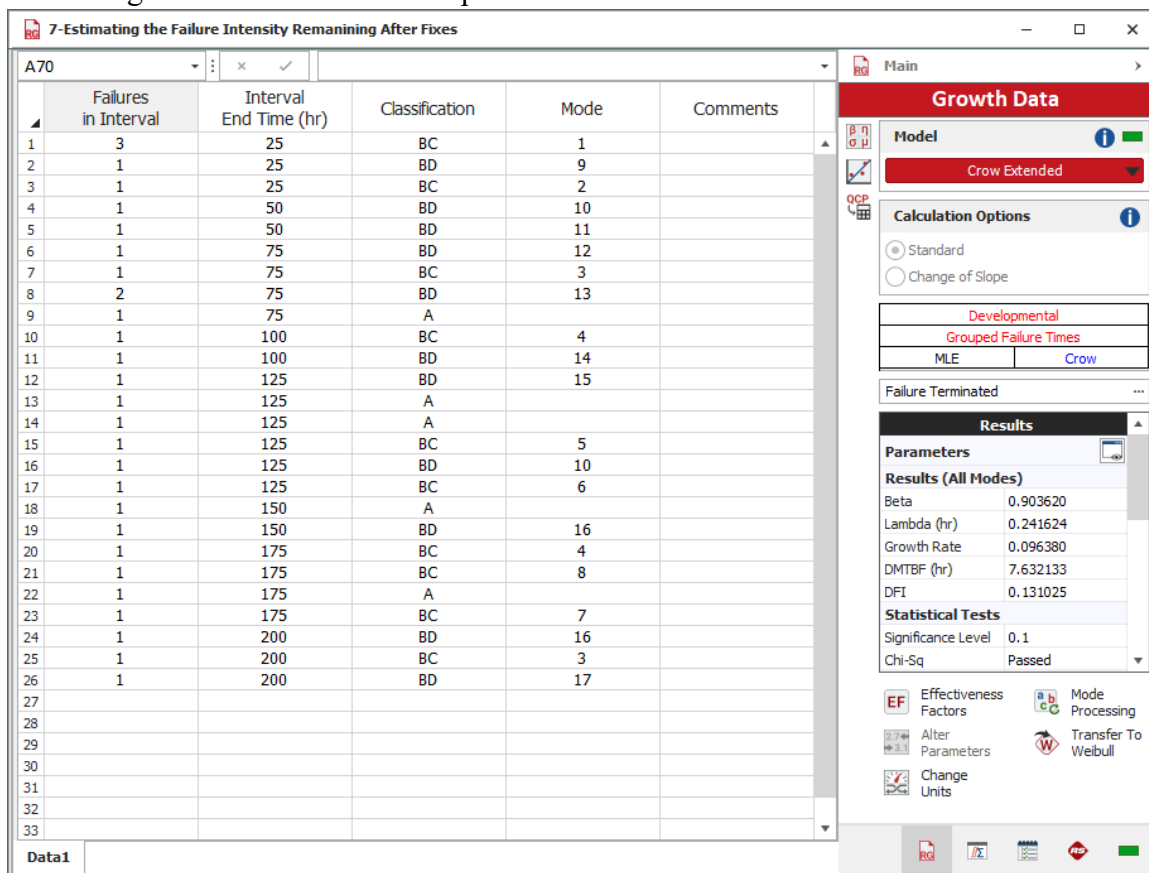 RG 7-Estimating the Failure Intensity Remanining After Fixes
A70
Failures in Interval Interval End Time (hr) Classification Mode Comments
1 3 25 BC 1
2 1 25 BD 9
3 1 25 BC 2
4 1 50 BD 10
5 1 50 BD 11
6 1 75 BD 12
7 1 75 BC 3
8 2 75 BD 13
9 1 75 A
10 1 100 BC 4
11 1 100 BD 14
12 1 125 BD 15
13 1 125 A
14 1 125 A
15 1 125 BC 5
16 1 125 BD 10
17 1 125 BC 6
18 1 150 A
19 1 150 BD 16
20 1 175 BC 4
21 1 175 BC 8
22 1 175 A
23 1 175 BC 7
24 1 200 BD 16
25 1 200 BC 3
26 1 200 BD 17
27
28
29
30
31
32
33
Data1
RG Main
Growth Data
β η σ μ
QCP
Model
Crow Extended
Calculation Options
Standard
Change of Slope
Developmental
Grouped Failure Times
MLE Crow
Failure Terminated ...
Results
Parameters
Results (All Modes)
Beta 0.903620
Lambda (hr) 0.241624
Growth Rate 0.096380
DMTBF (hr) 7.632133
DFI 0.131025
Statistical Tests
Significance Level 0.1
Chi-Sq Passed
EF Effectiveness Factors
a b c Mode Processing
2.7 3.1 Alter Parameters
W Transfer To Weibull
Change Units
RG